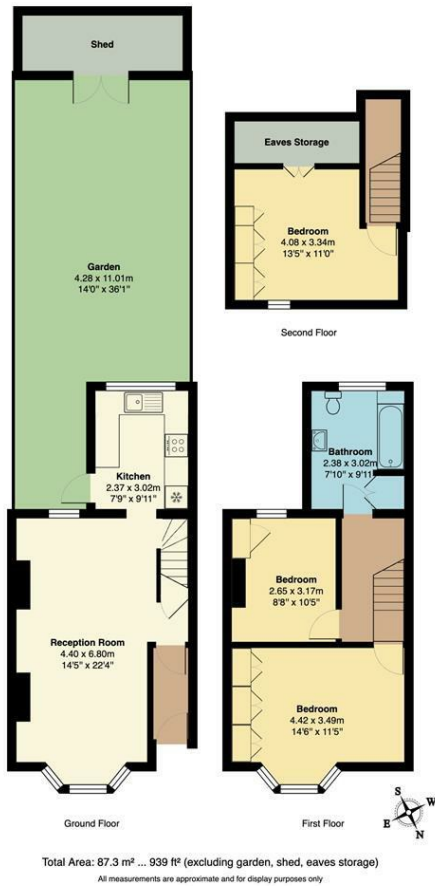 Shed
Garden
4.28 x 11.01m
14'0" x 36'1"
Kitchen
2.37 x 3.02m
7'9" x 9'11"
Reception Room
4.40 x 6.80m
14'5" x 22'4"
Ground Floor
Eaves Storage
Bedroom
4.08 x 3.34m
13'5" x 11'0"
Second Floor
Bathroom
2.38 x 3.02m
7'10" x 9'11
Bedroom
2.65 x 3.17m
8'8" x 10'5"
Bedroom
4.42 x 3.49m
14'6" x 11'5"
First Floor
S
W
E
N
Total Area: 87.3 m² ... 939 ft² (excluding garden, shed, eaves storage)
All measurements are approximate and for display purposes only